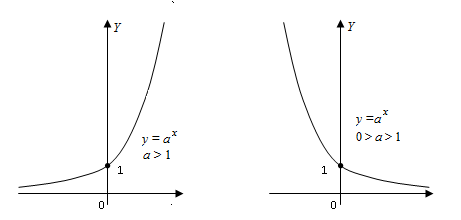 Y
y = a^x
a > 1
1
0
Y
y =a^x
0 > a > 1
1
0